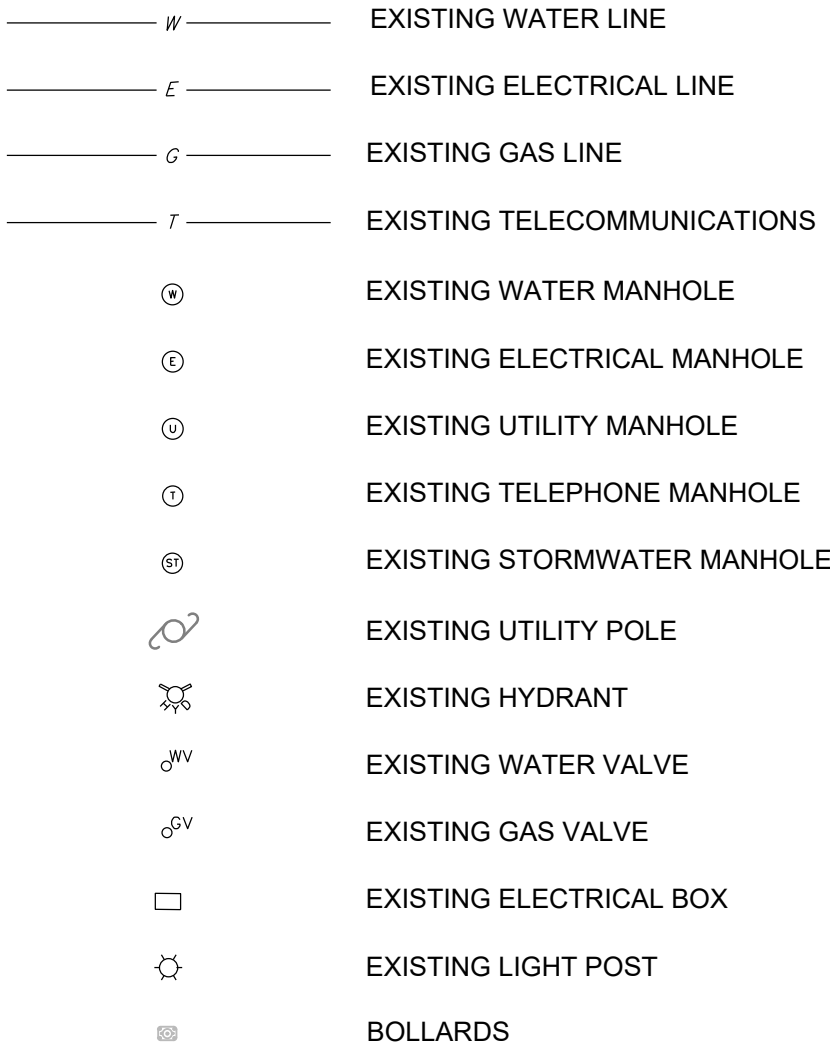 W EXISTING WATER LINE
E EXISTING ELECTRICAL LINE
G EXISTING GAS LINE
T EXISTING TELECOMMUNICATIONS
W EXISTING WATER MANHOLE
E EXISTING ELECTRICAL MANHOLE
U EXISTING UTILITY MANHOLE
T EXISTING TELEPHONE MANHOLE
ST EXISTING STORMWATER MANHOLE
EXISTING UTILITY POLE
HYD EXISTING HYDRANT
WV EXISTING WATER VALVE
GV EXISTING GAS VALVE
EXISTING ELECTRICAL BOX
EXISTING LIGHT POST
BOLLARDS